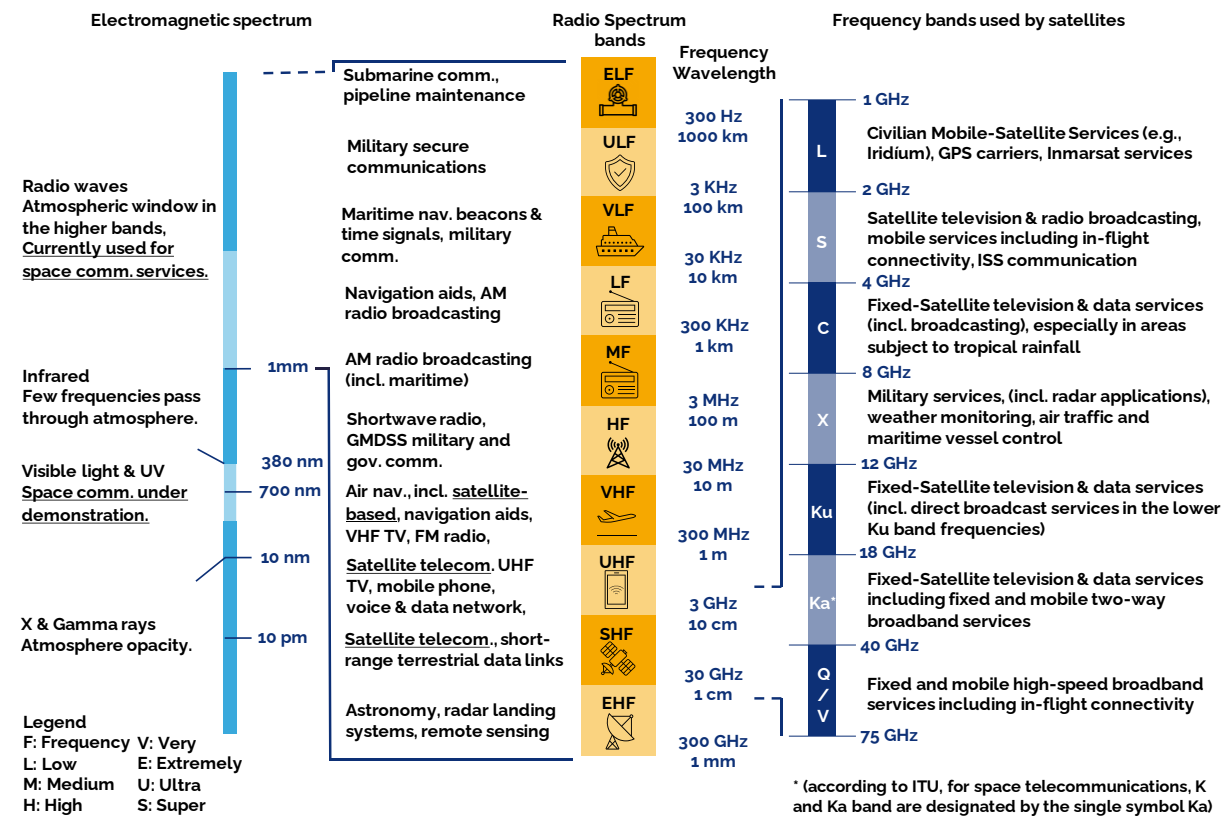 Electromagnetic spectrum
Radio waves
Atmospheric window in
the higher bands,
Currently used for
space comm. services.
Infrared
Few frequencies pass
through atmosphere.
Visible light & UV
Space comm. under
demonstration.
X & Gamma rays
Atmosphere opacity.
1mm
380 nm
700 nm
10 nm
10 pm
Legend
F: Frequency V: Very
L: Low E: Extremely
M: Medium U: Ultra
H: High S: Super
Radio Spectrum
bands
Submarine comm.,
pipeline maintenance
ELF
Military secure
communications
ULF
Maritime nav. beacons &
time signals, military
comm.
VLF
Navigation aids, AM
radio broadcasting
LF
AM radio broadcasting
(incl. maritime)
MF
Shortwave radio,
GMDSS military and
gov. comm.
HF
Air nav., incl. satellite-
based, navigation aids,
VHF TV, FM radio,
VHF
Satellite telecom. UHF
TV, mobile phone,
voice & data network,
UHF
Satellite telecom., short-
range terrestrial data links
SHF
Astronomy, radar landing
systems, remote sensing
EHF
Frequency
Wavelength
300 Hz
1000 km
3 KHz
100 km
30 KHz
10 km
300 KHz
1 km
3 MHz
100 m
30 MHz
10 m
300 MHz
1 m
3 GHz
10 cm
30 GHz
1 cm
300 GHz
1 mm
Frequency bands used by satellites
1 GHz
L
Civilian Mobile-Satellite Services (e.g.,
Iridíum), GPS carriers, Inmarsat services
2 GHz
S
Satellite television & radio broadcasting,
mobile services including in-flight
connectivity, ISS communication
4 GHz
C
Fixed-Satellite television & data services
(incl. broadcasting), especially in areas
subject to tropical rainfall
8 GHz
X
Military services, (incl. radar applications),
weather monitoring, air traffic and
maritime vessel control
12 GHz
Ku
Fixed-Satellite television & data services
(incl. direct broadcast services in the lower
Ku band frequencies)
18 GHz
Ka*
Fixed-Satellite television & data services
including fixed and mobile two-way
broadband services
40 GHz
Q
/
V
Fixed and mobile high-speed broadband
services including in-flight connectivity
75 GHz
* (according to ITU, for space telecommunications, K
and Ka band are designated by the single symbol Ka)